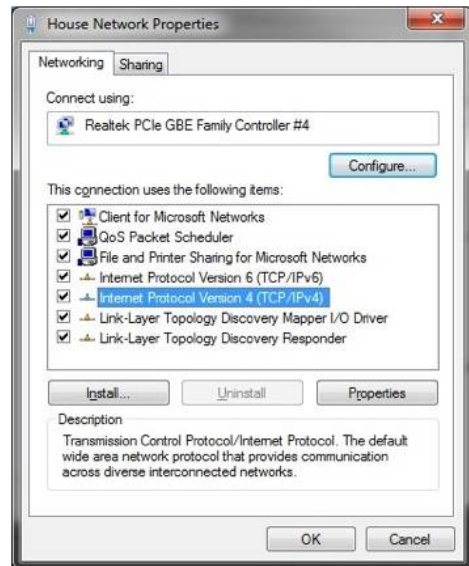 House Network Properties
Networking
Sharing
Connect using:
Realtek PCIe GBE Family Controller #4
Configure...
This connection uses the following items:
Client for Microsoft Networks
QoS Packet Scheduler
File and Printer Sharing for Microsoft Networks
Internet Protocol Version 6 (TCP/IPv6)
Internet Protocol Version 4 (TCP/IPv4)
Link-Layer Topology Discovery Mapper I/O Driver
Link-Layer Topology Discovery Responder
Install...
Uninstall
Properties
Description
Transmission Control Protocol/Internet Protocol. The default
wide area network protocol that provides communication
across diverse interconnected networks.
OK
Cancel